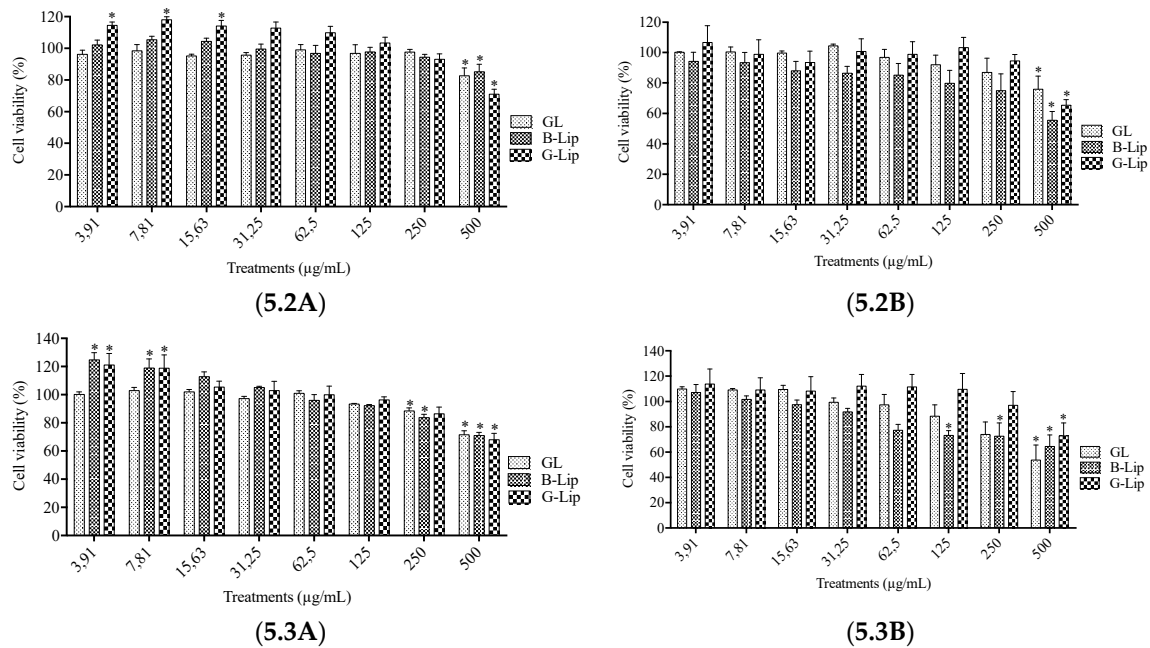 Cell viability (%)
120
100
80
60
40
20
0
* * * * * *
GL
B-Lip
G-Lip
3,91 7,81 15,63 31,25 62,5 125 250 500
Treatments (µg/mL)
(5.2A)
Cell viability (%)
120
100
80
60
40
20
0
* * *
GL
B-Lip
G-Lip
3,91 7,81 15,63 31,25 62,5 125 250 500
Treatments (µg/mL)
(5.2B)
Cell viability (%)
140
120
100
80
60
40
20
0
* * * * * * * * *
GL
B-Lip
G-Lip
3,91 7,81 15,63 31,25 62,5 125 250 500
Treatments (µg/mL)
(5.3A)
Cell viability (%)
140
120
100
80
60
40
20
0
* * * * *
GL
B-Lip
G-Lip
3,91 7,81 15,63 31,25 62,5 125 250 500
Treatments (µg/mL)
(5.3B)